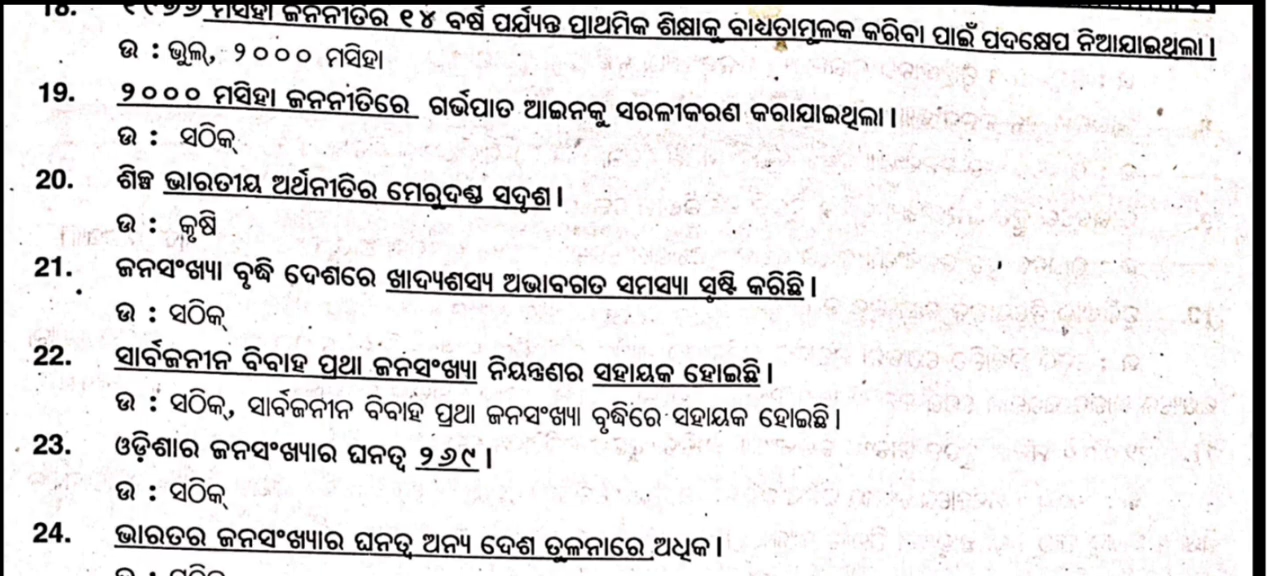 18. ୧୯୭୬ ମସିହା ଜନନୀତିର ୧୪ ବର୍ଷ ପର୍ଯ୍ୟନ୍ତ ପ୍ରାଥମିକ ଶିକ୍ଷାକୁ ବାଧ୍ୟତାମୂଳକ କରିବା ପାଇଁ ପଦକ୍ଷେପ ନିଆଯାଇଥିଲା।
ଉ : ଭୁଲ୍, ୨୦୦୦ ମସିହା
19. ୨୦୦୦ ମସିହା ଜନନୀତିରେ ଗର୍ଭପାତ ଆଇନକୁ ସରଳୀକରଣ କରାଯାଇଥିଲା।
ଉ : ସଠିକ୍
20. ଶିଳ୍ପ ଭାରତୀୟ ଅର୍ଥନୀତିର ମେରୁଦଣ୍ଡ ସଦୃଶ।
ଉ : କୃଷି
21. ଜନସଂଖ୍ୟା ବୃଦ୍ଧି ଦେଶରେ ଖାଦ୍ୟଶସ୍ୟ ଅଭାବଗତ ସମସ୍ୟା ସୃଷ୍ଟି କରିଛି।
ଉ : ସଠିକ୍
22. ସାର୍ବଜନୀନ ବିବାହ ପ୍ରଥା ଜନସଂଖ୍ୟା ନିୟନ୍ତ୍ରଣର ସହାୟକ ହୋଇଛି।
ଉ : ସଠିକ୍, ସାର୍ବଜନୀନ ବିବାହ ପ୍ରଥା ଜନସଂଖ୍ୟା ବୃଦ୍ଧିରେ ସହାୟକ ହୋଇଛି।
23. ଓଡ଼ିଶାର ଜନସଂଖ୍ୟାର ଘନତ୍ୱ ୨୬୯।
ଉ : ସଠିକ୍
24. ଭାରତର ଜନସଂଖ୍ୟାର ଘନତ୍ୱ ଅନ୍ୟ ଦେଶ ତୁଳନାରେ ଅଧିକ।